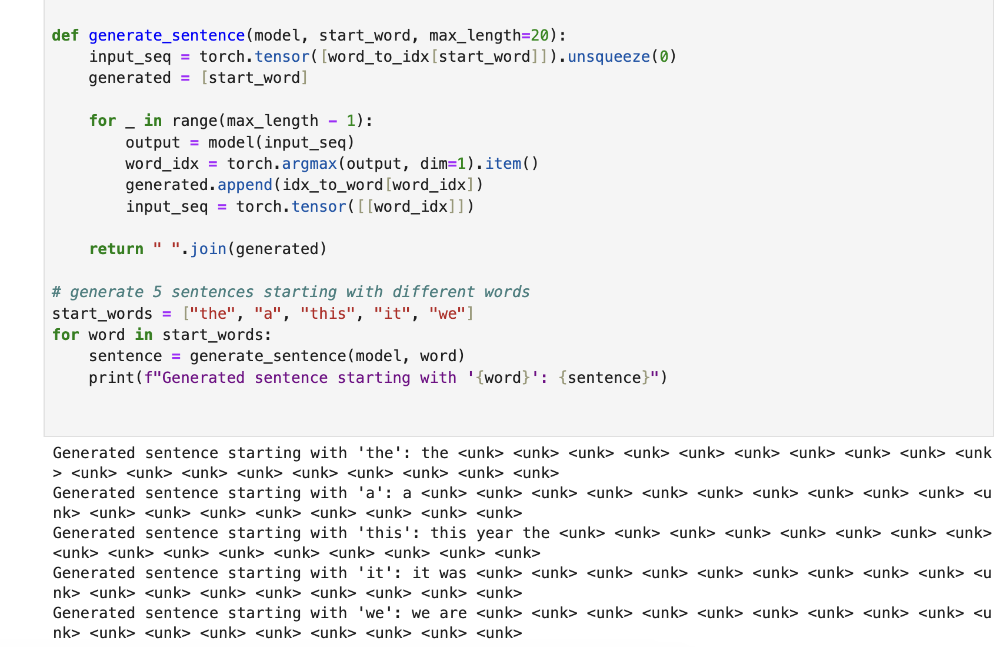 def generate_sentence(model, start_word, max_length=20):
    input_seq = torch.tensor([word_to_idx[start_word]]).unsqueeze(0)
    generated = [start_word]

    for _ in range(max_length - 1):
        output = model(input_seq)
        word_idx = torch.argmax(output, dim=1).item()
        generated.append(idx_to_word[word_idx])
        input_seq = torch.tensor([[word_idx]])

    return " ".join(generated)

# generate 5 sentences starting with different words
start_words = ["the", "a", "this", "it", "we"]
for word in start_words:
    sentence = generate_sentence(model, word)
    print(f"Generated sentence starting with '{word}': {sentence}")

Generated sentence starting with 'the': the <unk> <unk> <unk> <unk> <unk> <unk> <unk> <unk> <unk> <unk
> <unk> <unk> <unk> <unk> <unk> <unk> <unk> <unk> <unk>
Generated sentence starting with 'a': a <unk> <unk> <unk> <unk> <unk> <unk> <unk> <unk> <unk> <unk> <u
nk> <unk> <unk> <unk> <unk> <unk> <unk> <unk> <unk>
Generated sentence starting with 'this': this year the <unk> <unk> <unk> <unk> <unk> <unk> <unk> <unk>
<unk> <unk> <unk> <unk> <unk> <unk> <unk> <unk> <unk>
Generated sentence starting with 'it': it was <unk> <unk> <unk> <unk> <unk> <unk> <unk> <unk> <unk> <u
nk> <unk> <unk> <unk> <unk> <unk> <unk> <unk> <unk>
Generated sentence starting with 'we': we are <unk> <unk> <unk> <unk> <unk> <unk> <unk> <unk> <unk> <u
nk> <unk> <unk> <unk> <unk> <unk> <unk> <unk> <unk>